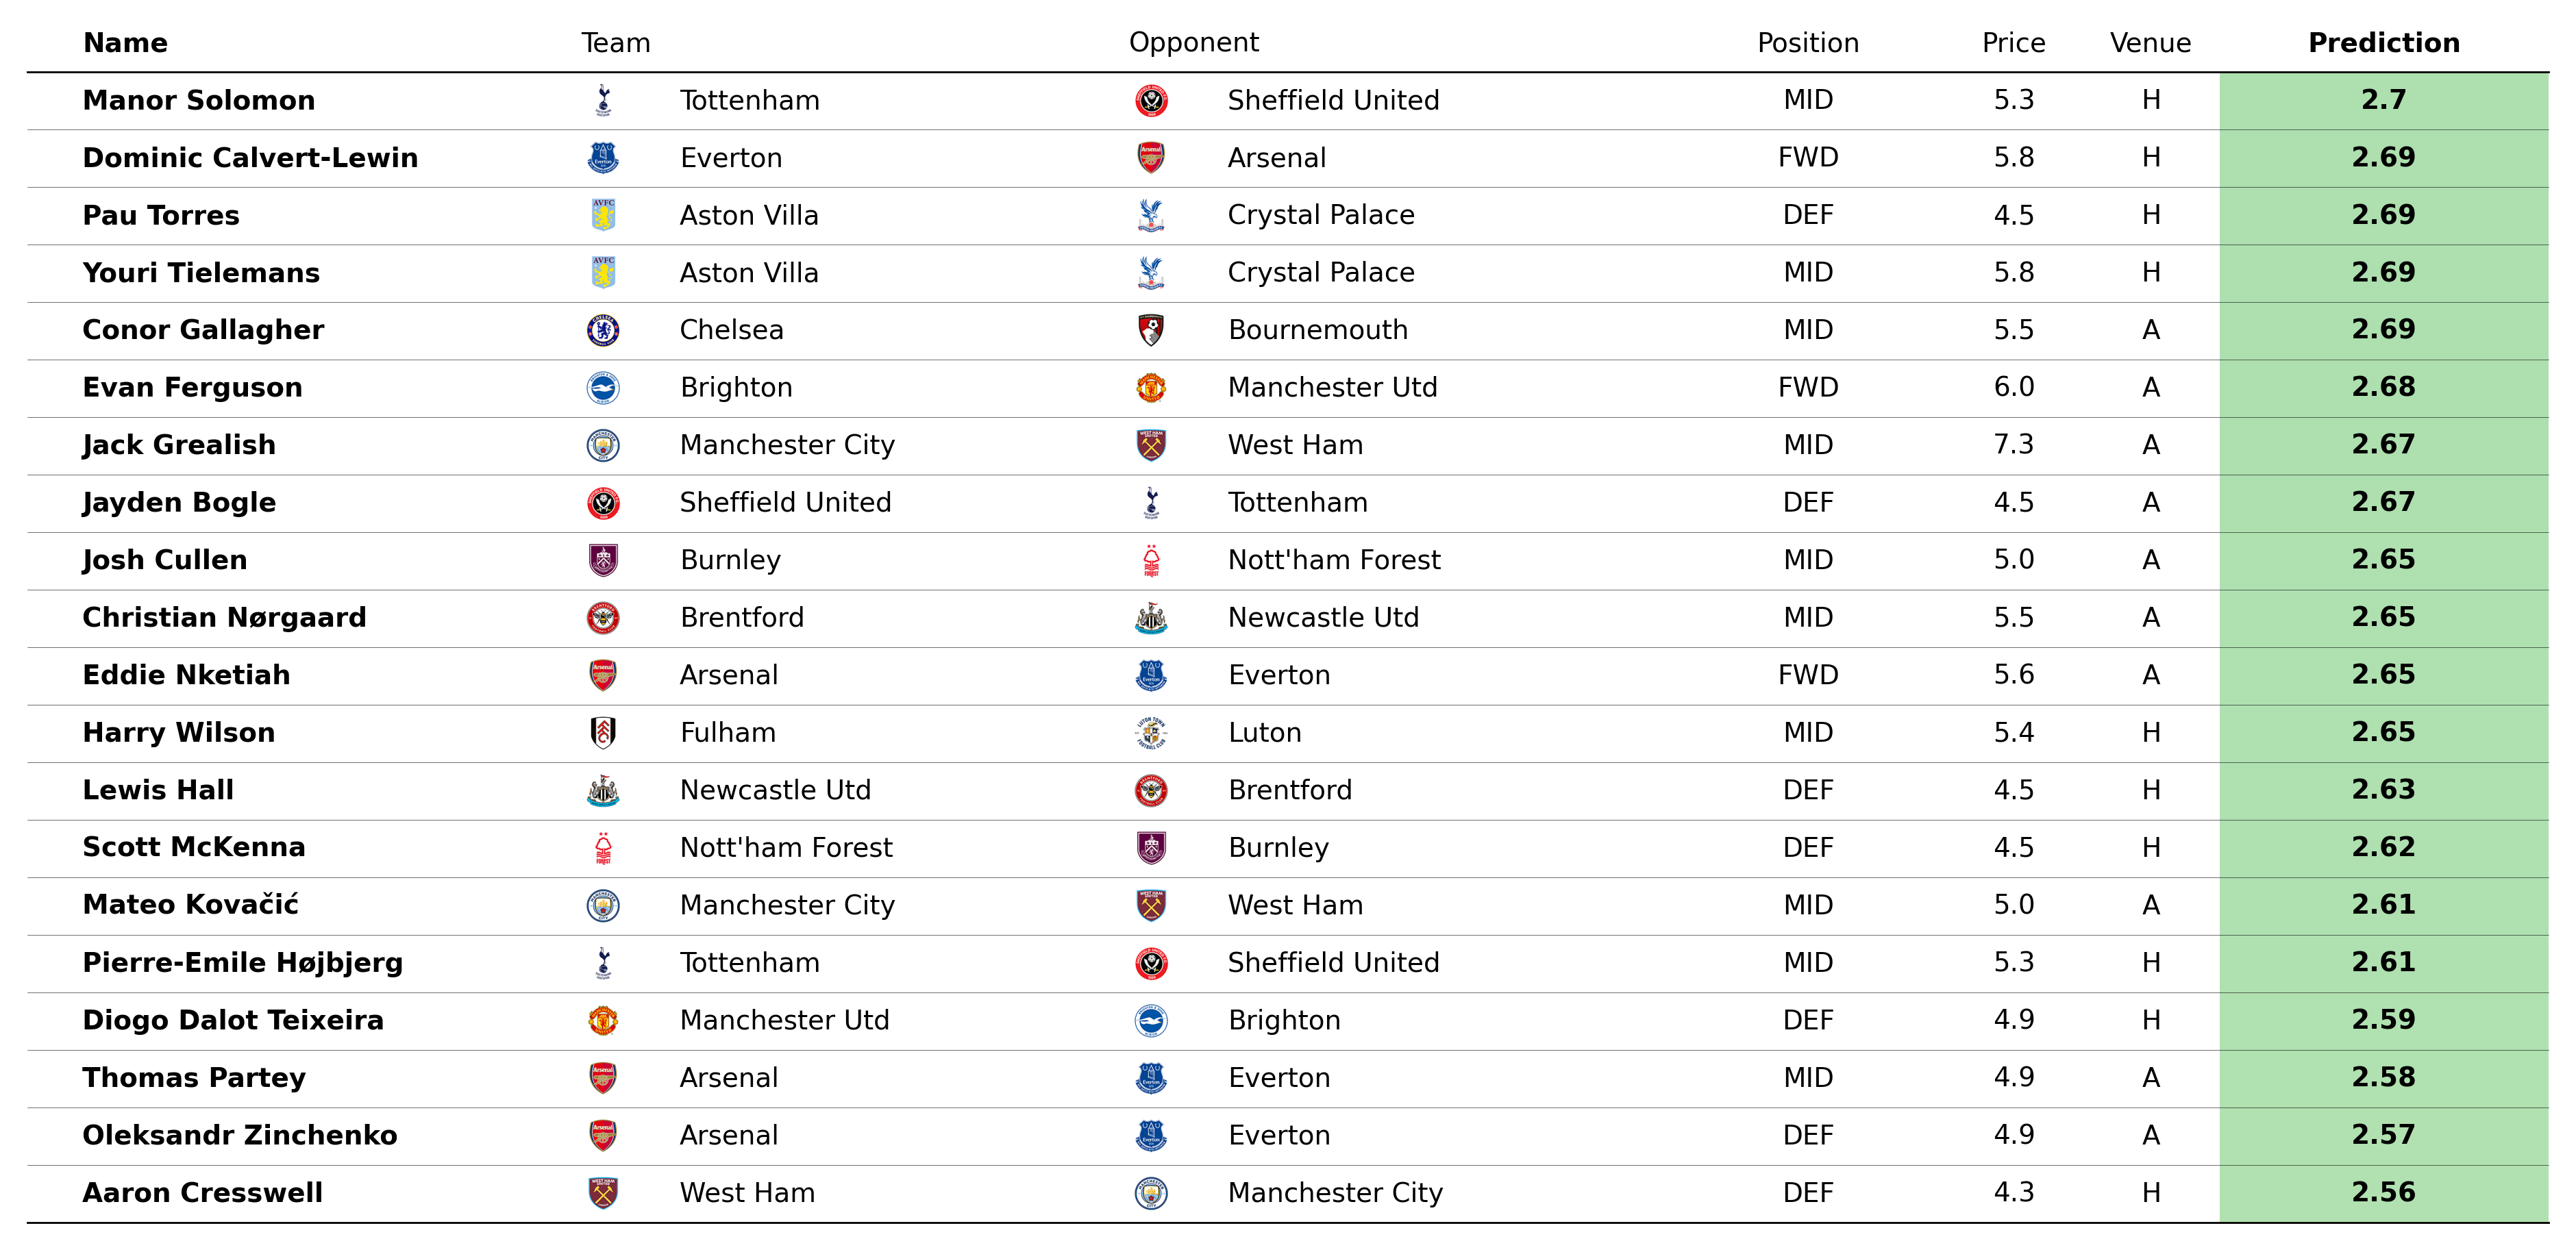 Name Team Opponent Position Price Venue Prediction
Manor Solomon Tottenham Sheffield United MID 5.3 H 2.7
Dominic Calvert-Lewin Everton Arsenal FWD 5.8 H 2.69
Pau Torres Aston Villa Crystal Palace DEF 4.5 H 2.69
Youri Tielemans Aston Villa Crystal Palace MID 5.8 H 2.69
Conor Gallagher Chelsea Bournemouth MID 5.5 A 2.69
Evan Ferguson Brighton Manchester Utd FWD 6.0 A 2.68
Jack Grealish Manchester City West Ham MID 7.3 A 2.67
Jayden Bogle Sheffield United Tottenham DEF 4.5 A 2.67
Josh Cullen Burnley Nott'ham Forest MID 5.0 A 2.65
Christian Nørgaard Brentford Newcastle Utd MID 5.5 A 2.65
Eddie Nketiah Arsenal Everton FWD 5.6 A 2.65
Harry Wilson Fulham Luton MID 5.4 H 2.65
Lewis Hall Newcastle Utd Brentford DEF 4.5 H 2.63
Scott McKenna Nott'ham Forest Burnley DEF 4.5 H 2.62
Mateo Kovačić Manchester City West Ham MID 5.0 A 2.61
Pierre-Emile Højbjerg Tottenham Sheffield United MID 5.3 H 2.61
Diogo Dalot Teixeira Manchester Utd Brighton DEF 4.9 H 2.59
Thomas Partey Arsenal Everton MID 4.9 A 2.58
Oleksandr Zinchenko Arsenal Everton DEF 4.9 A 2.57
Aaron Cresswell West Ham Manchester City DEF 4.3 H 2.56